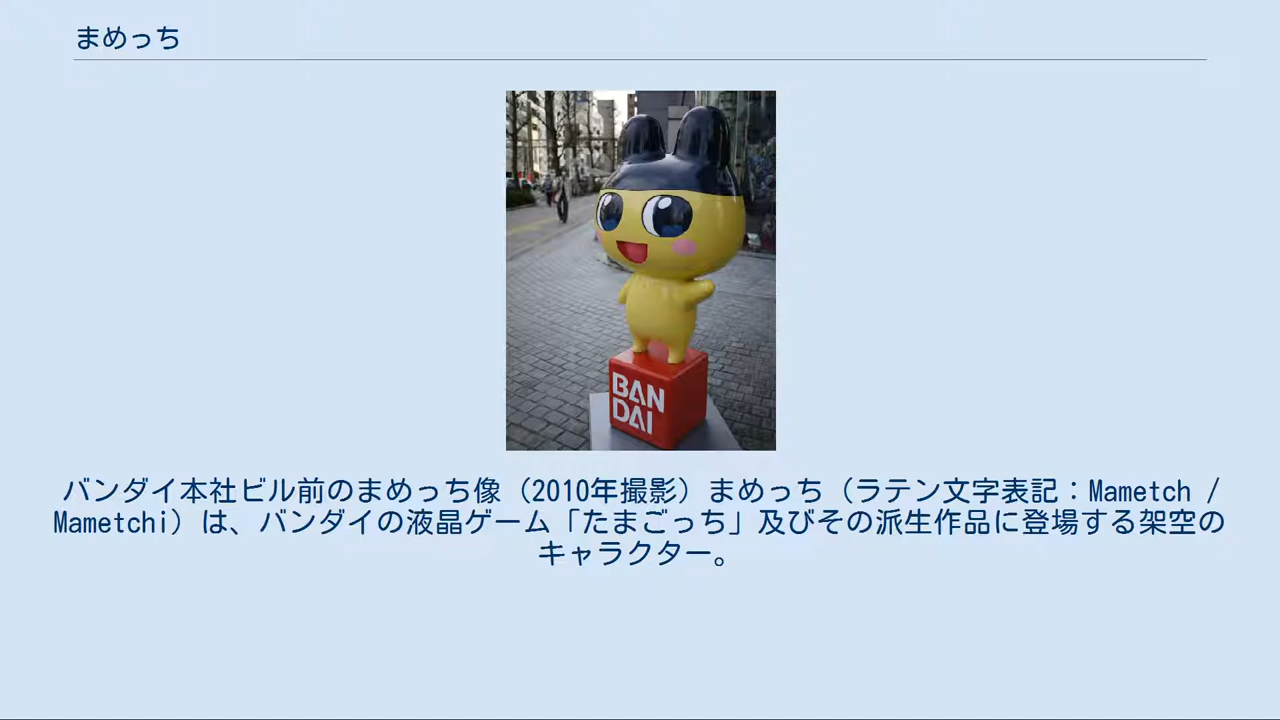 まめっち
BAN
DAI
バンダイ本社ビル前のまめっち像（2010年撮影）まめっち（ラテン文字表記：Mametch /
Mametchi）は、バンダイの液晶ゲーム「たまごっち」及びその派生作品に登場する架空の
キャラクター。